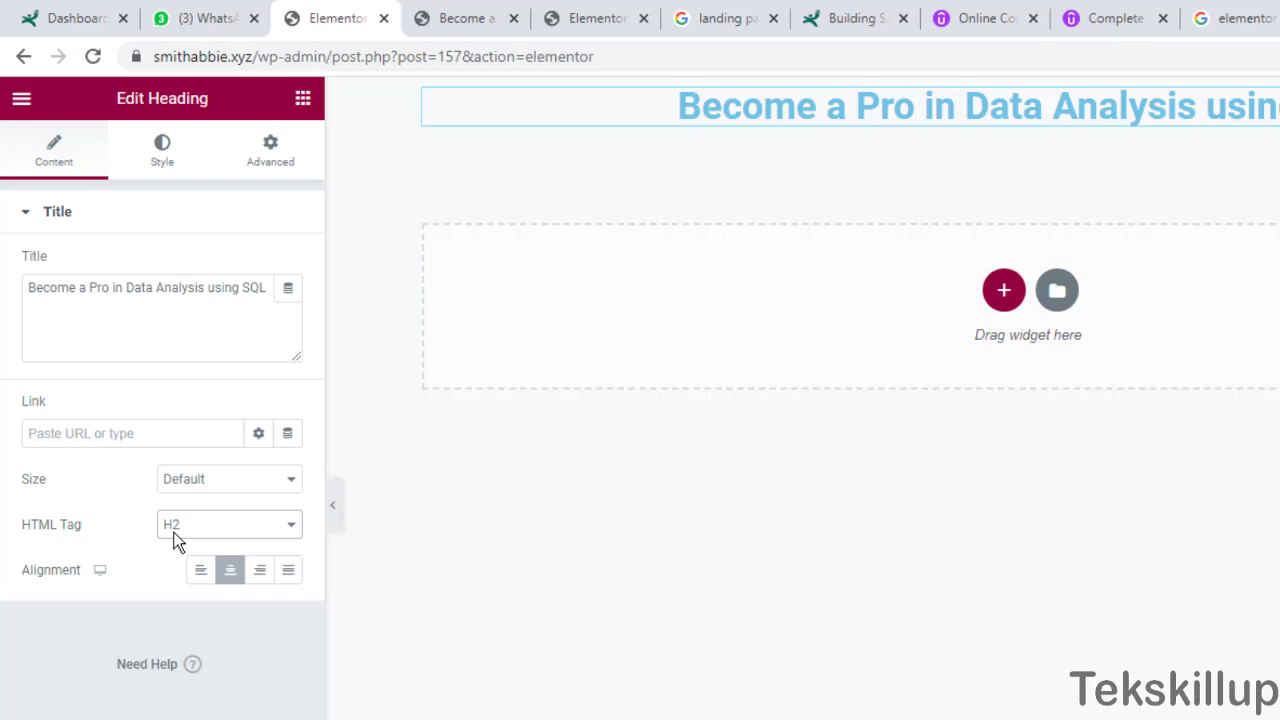 Dashboard
(3) WhatsA
Elementor
Become a
Elementor
landing pa
Building S
Online Co
Complete
elementor
smithabbie.xyz/wp-admin/post.php?post=157&action=elementor
Edit Heading
Content
Style
Advanced
Title
Title
Become a Pro in Data Analysis using SQL
Link
Paste URL or type
Size
Default
HTML Tag
H2
Alignment
Need Help ?
Become a Pro in Data Analysis using
Drag widget here
Tekskillup